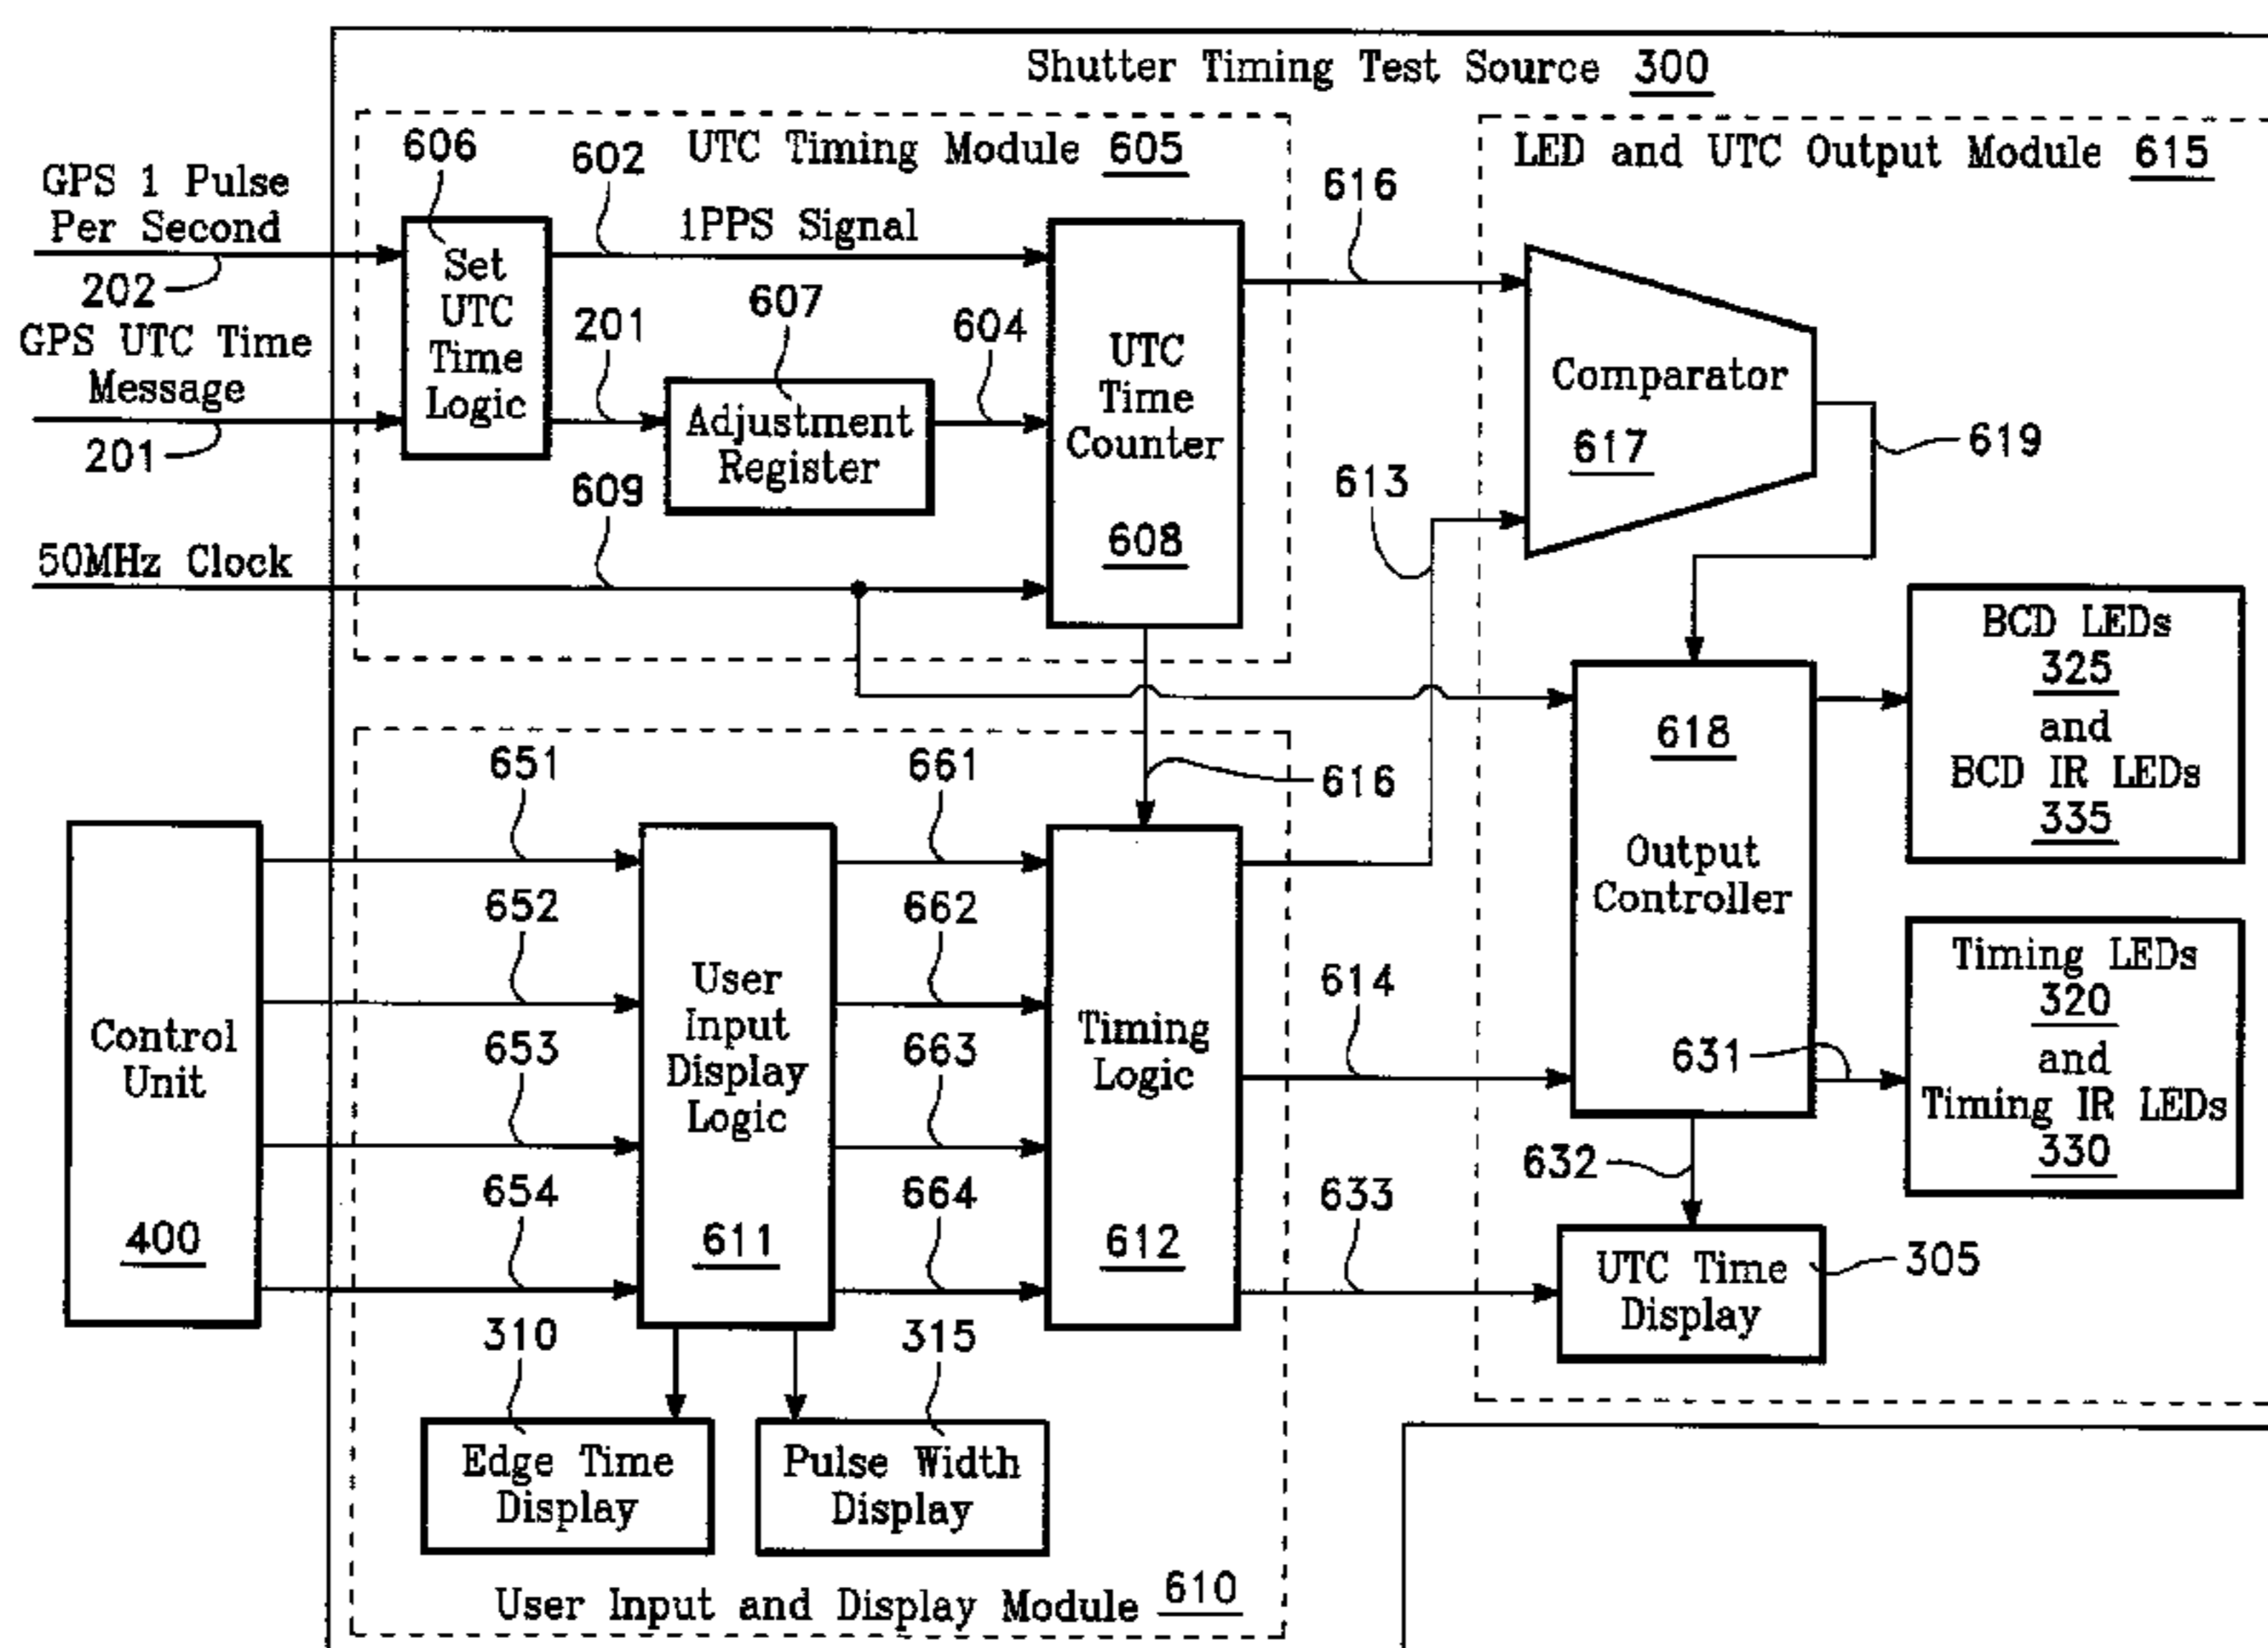 Shutter Timing Test Source 300
606
602
UTC Timing Module 605
LED and UTC Output Module 615
GPS 1 Pulse
Per Second
202
1PPS Signal
616
Set
UTC
Time
Logic
GPS UTC Time
Message
201
201
607
604
Adjustment
Register
UTC
Time
Counter
608
Comparator
617
619
613
609
50MHz Clock
BCD LEDs
325
and
BCD IR LEDs
335
618
Output
Controller
651
661
616
652
662
Control
Unit
400
653
663
User
Input
Display
Logic
611
Timing
Logic
612
614
631
Timing LEDs
320
and
Timing IR LEDs
330
654
664
633
632
UTC Time
Display
305
310
315
Edge Time
Display
Pulse Width
Display
User Input and Display Module 610